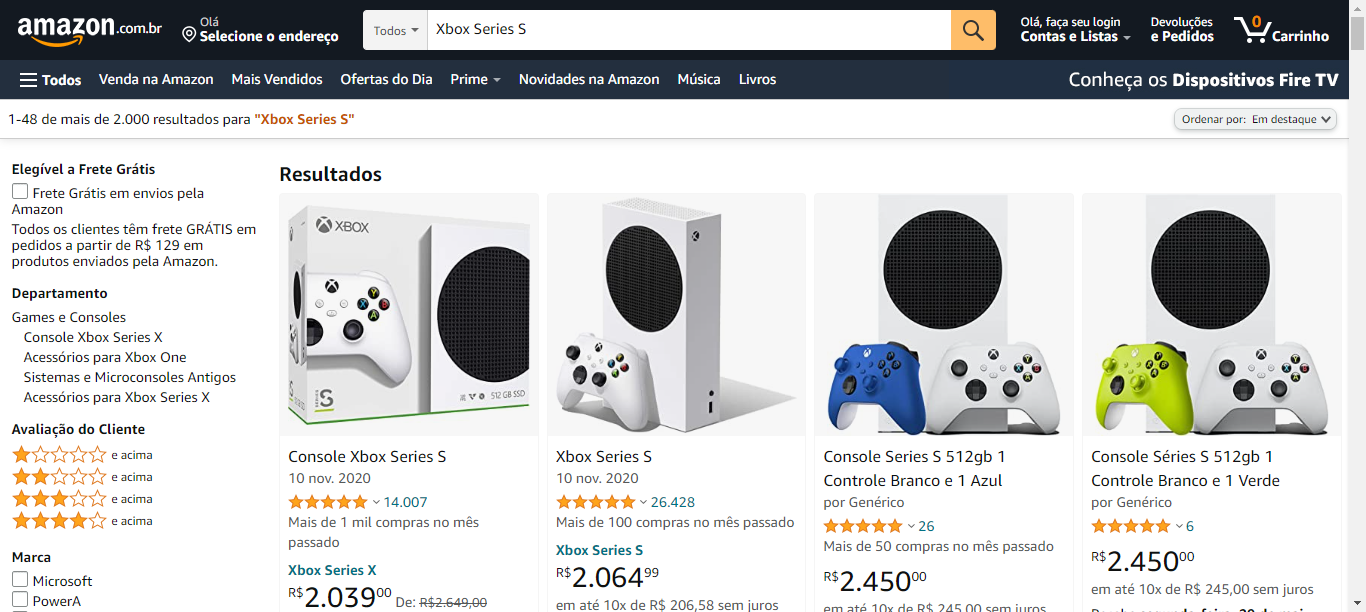 amazon.com.br
Olá
Selecione o endereço
Todos
Xbox Series S
Olá, faça seu login
Contas e Listas
Devoluções
e Pedidos
0
Carrinho
Todos
Venda na Amazon
Mais Vendidos
Ofertas do Dia
Prime
Novidades na Amazon
Música
Livros
Conheça os Dispositivos Fire TV
1-48 de mais de 2.000 resultados para "Xbox Series S"
Ordenar por: Em destaque
Elegível a Frete Grátis
Frete Grátis em envios pela
Amazon
Todos os clientes têm frete GRÁTIS em
pedidos a partir de R$ 129 em
produtos enviados pela Amazon.
Departamento
Games e Consoles
Console Xbox Series X
Acessórios para Xbox One
Sistemas e Microconsoles Antigos
Acessórios para Xbox Series X
Avaliação do Cliente
e acima
e acima
e acima
e acima
Marca
Microsoft
PowerA
Resultados
XBOX
SERIES S
512 GB SSD
Console Xbox Series S
10 nov. 2020
14.007
Mais de 1 mil compras no mês
passado
Xbox Series X
R$2.03900 De: R$2.649,00
Xbox Series S
10 nov. 2020
26.428
Mais de 100 compras no mês passado
Xbox Series S
R$2.06499
em até 10x de R$ 206,58 sem juros
Console Series S 512gb 1
Controle Branco e 1 Azul
por Genérico
26
Mais de 50 compras no mês passado
R$2.45000
em até 10x de R$ 245,00 sem juros
Console Séries S 512gb 1
Controle Branco e 1 Verde
por Genérico
6
R$2.45000
em até 10x de R$ 245,00 sem juros